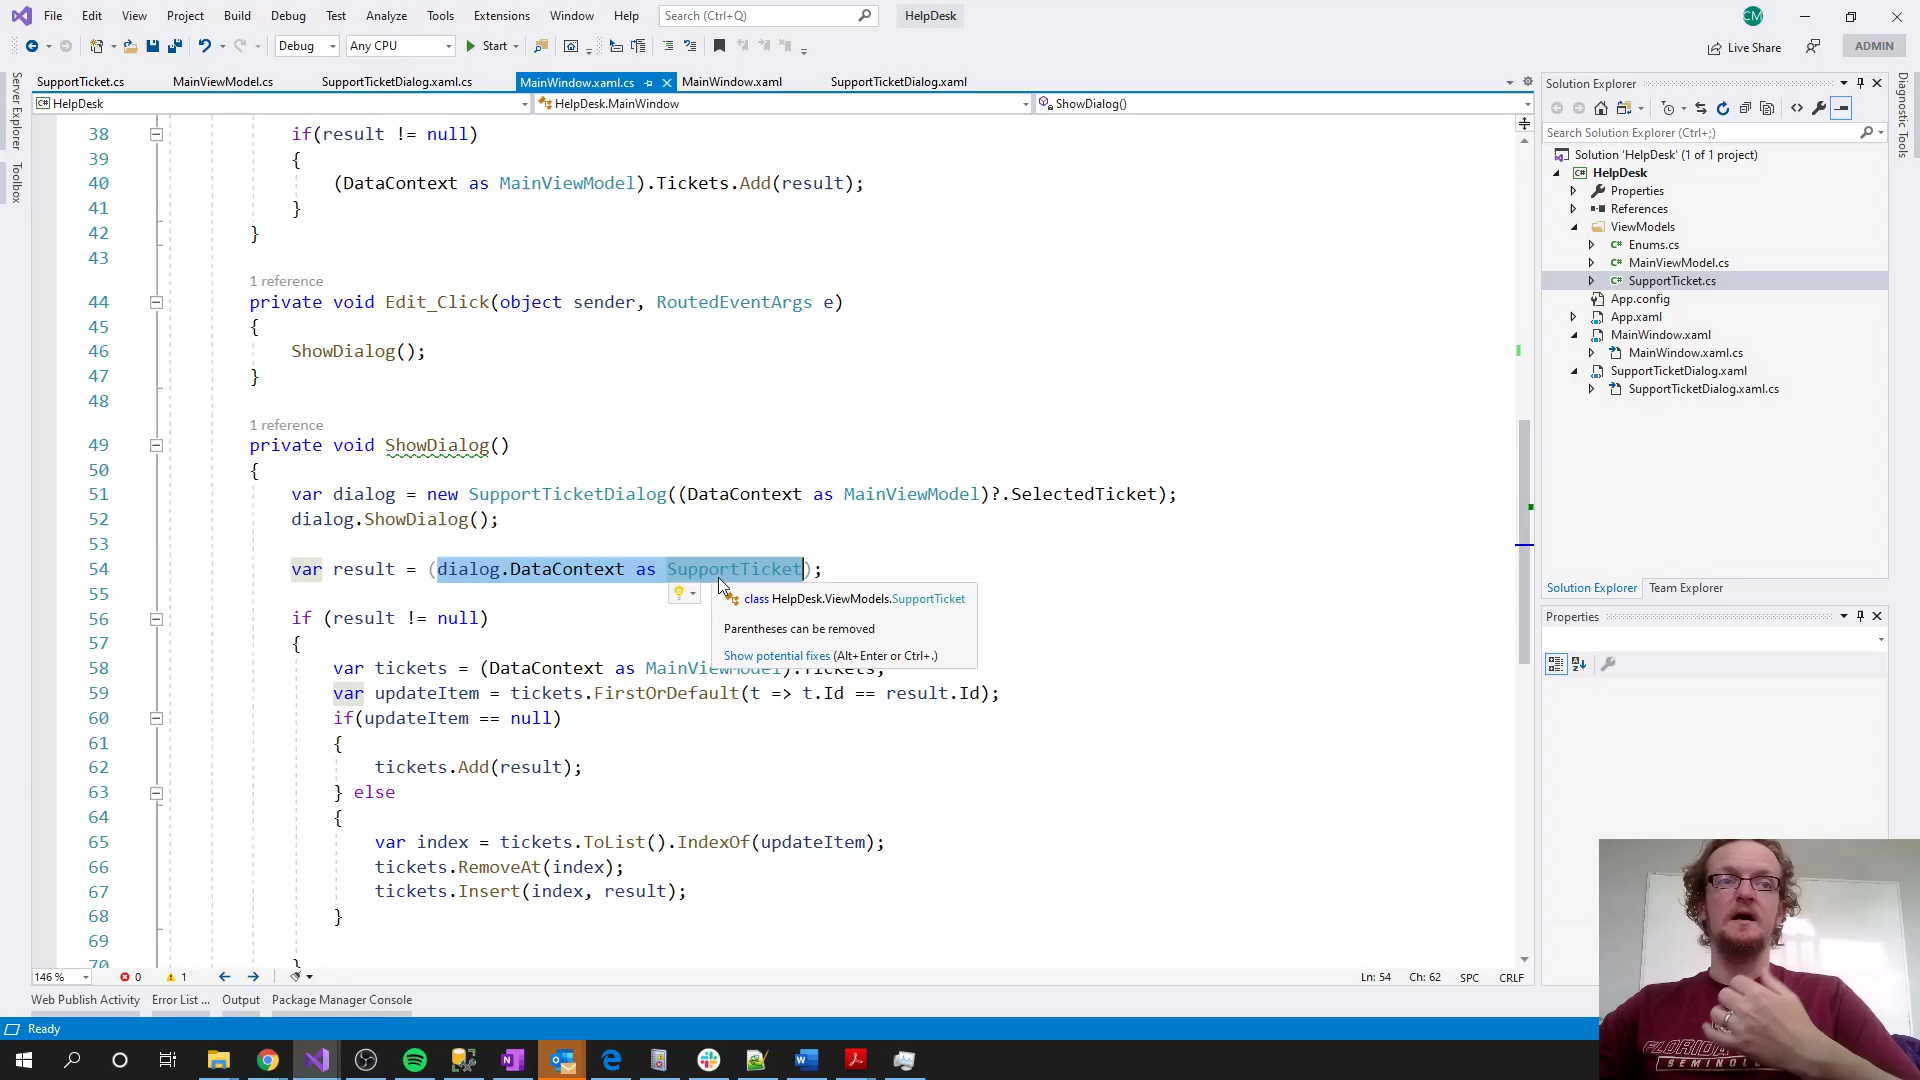 File Edit View Project Build Debug Test Analyze Tools Extensions Window Help Search (Ctrl+Q) HelpDesk CM
Debug Any CPU Start Live Share ADMIN
SupportTicket.cs MainViewModel.cs SupportTicketDialog.xaml.cs MainWindow.xaml.cs MainWindow.xaml SupportTicketDialog.xaml
HelpDesk HelpDesk.MainWindow ShowDialog()
Server Explorer
Toolbox
38 if(result != null)
39 {
40 (DataContext as MainViewModel).Tickets.Add(result);
41 }
42 }
43
1 reference
44 private void Edit_Click(object sender, RoutedEventArgs e)
45 {
46 ShowDialog();
47 }
48
1 reference
49 private void ShowDialog()
50 {
51 var dialog = new SupportTicketDialog((DataContext as MainViewModel)?.SelectedTicket);
52 dialog.ShowDialog();
53
54 var result = (dialog.DataContext as SupportTicket);
55
56 if (result != null)
57 {
58 var tickets = (DataContext as MainViewModel).Tickets;
59 var updateItem = tickets.FirstOrDefault(t => t.Id == result.Id);
60 if(updateItem == null)
61 {
62 tickets.Add(result);
63 } else
64 {
65 var index = tickets.ToList().IndexOf(updateItem);
66 tickets.RemoveAt(index);
67 tickets.Insert(index, result);
68 }
69
70 }
class HelpDesk.ViewModels.SupportTicket
Parentheses can be removed
Show potential fixes (Alt+Enter or Ctrl+.)
146 % 0 1 Ln: 54 Ch: 62 SPC CRLF
Web Publish Activity Error List ... Output Package Manager Console
Ready
Solution Explorer
Search Solution Explorer (Ctrl+;)
Solution 'HelpDesk' (1 of 1 project)
HelpDesk
Properties
References
ViewModels
C# Enums.cs
C# MainViewModel.cs
C# SupportTicket.cs
App.config
App.xaml
MainWindow.xaml
MainWindow.xaml.cs
SupportTicketDialog.xaml
SupportTicketDialog.xaml.cs
Solution Explorer Team Explorer
Properties
Diagnostic Tools
FLORIDA
SEMINOL